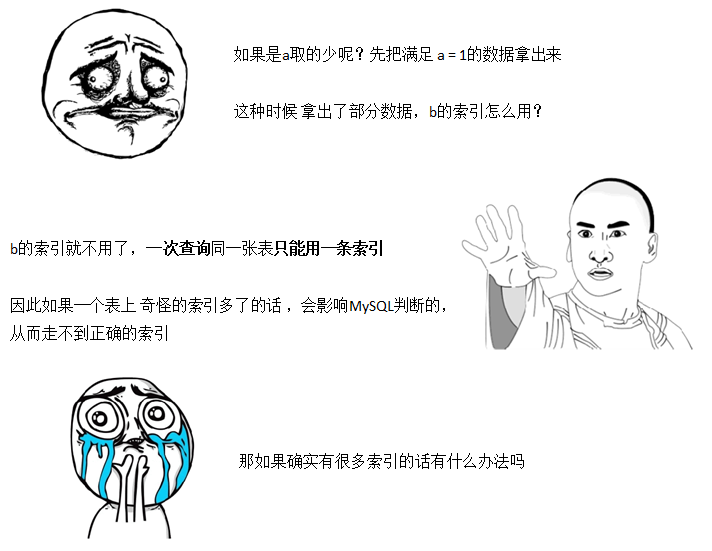 如果是a取的少呢？先把满足 a = 1的数据拿出来
这种时候 拿出了部分数据，b的索引怎么用？
b的索引就不用了，一次查询同一张表只能用一条索引
因此如果一个表上 奇怪的索引多了的话 ，会影响MySQL判断的，
从而走不到正确的索引
那如果确实有很多索引的话有什么办法吗